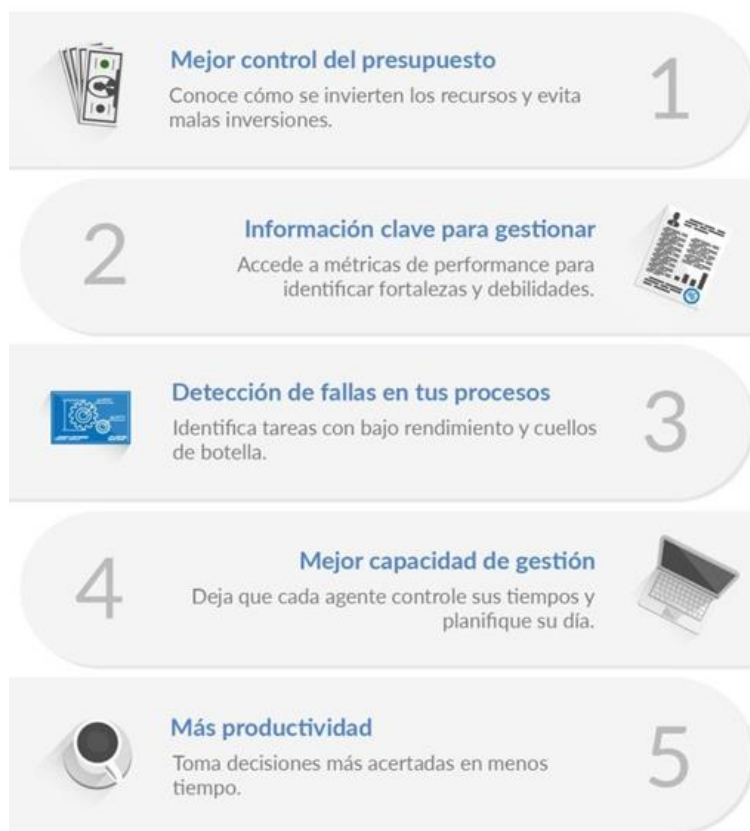 Mejor control del presupuesto
Conoce cómo se invierten los recursos y evita
malas inversiones.
1
2
Información clave para gestionar
Accede a métricas de performance para
identificar fortalezas y debilidades.
Detección de fallas en tus procesos
Identifica tareas con bajo rendimiento y cuellos
de botella.
3
4
Mejor capacidad de gestión
Deja que cada agente controle sus tiempos y
planifique su día.
Más productividad
Toma decisiones más acertadas en menos
tiempo.
5